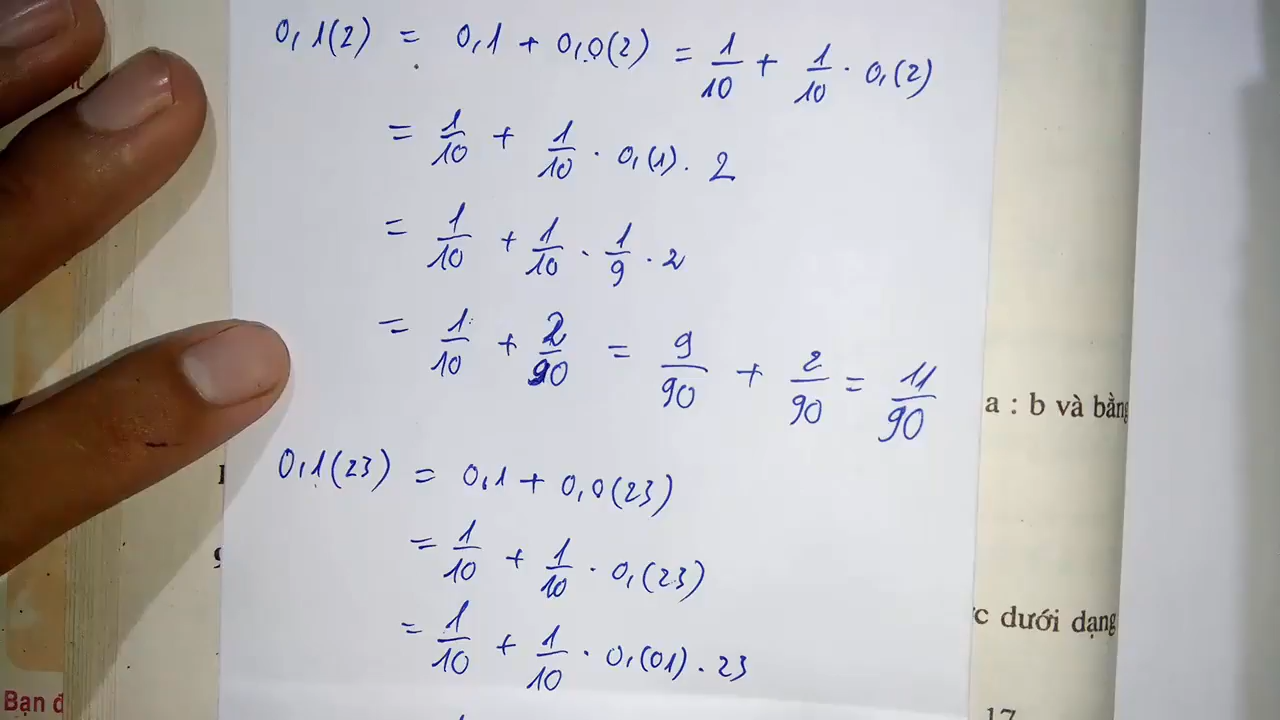 0,1(2) = 0,1 + 0,0(2) = 1/10 + 1/10 · 0,(2)
= 1/10 + 1/10 · 0,(1) · 2
= 1/10 + 1/10 · 1/9 · 2
= 1/10 + 2/90 = 9/90 + 2/90 = 11/90
a : b và bằng
0,1(23) = 0,1 + 0,0(23)
= 1/10 + 1/10 · 0,(23)
dưới dạng
= 1/10 + 1/10 · 0,(01) · 23
Bạn đ
17